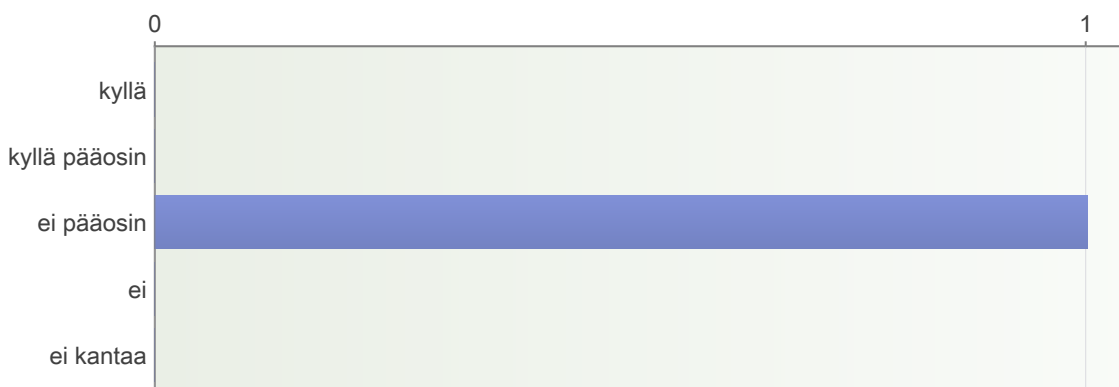 0 1
kyllä
kyllä pääosin
ei pääosin
ei
ei kantaa